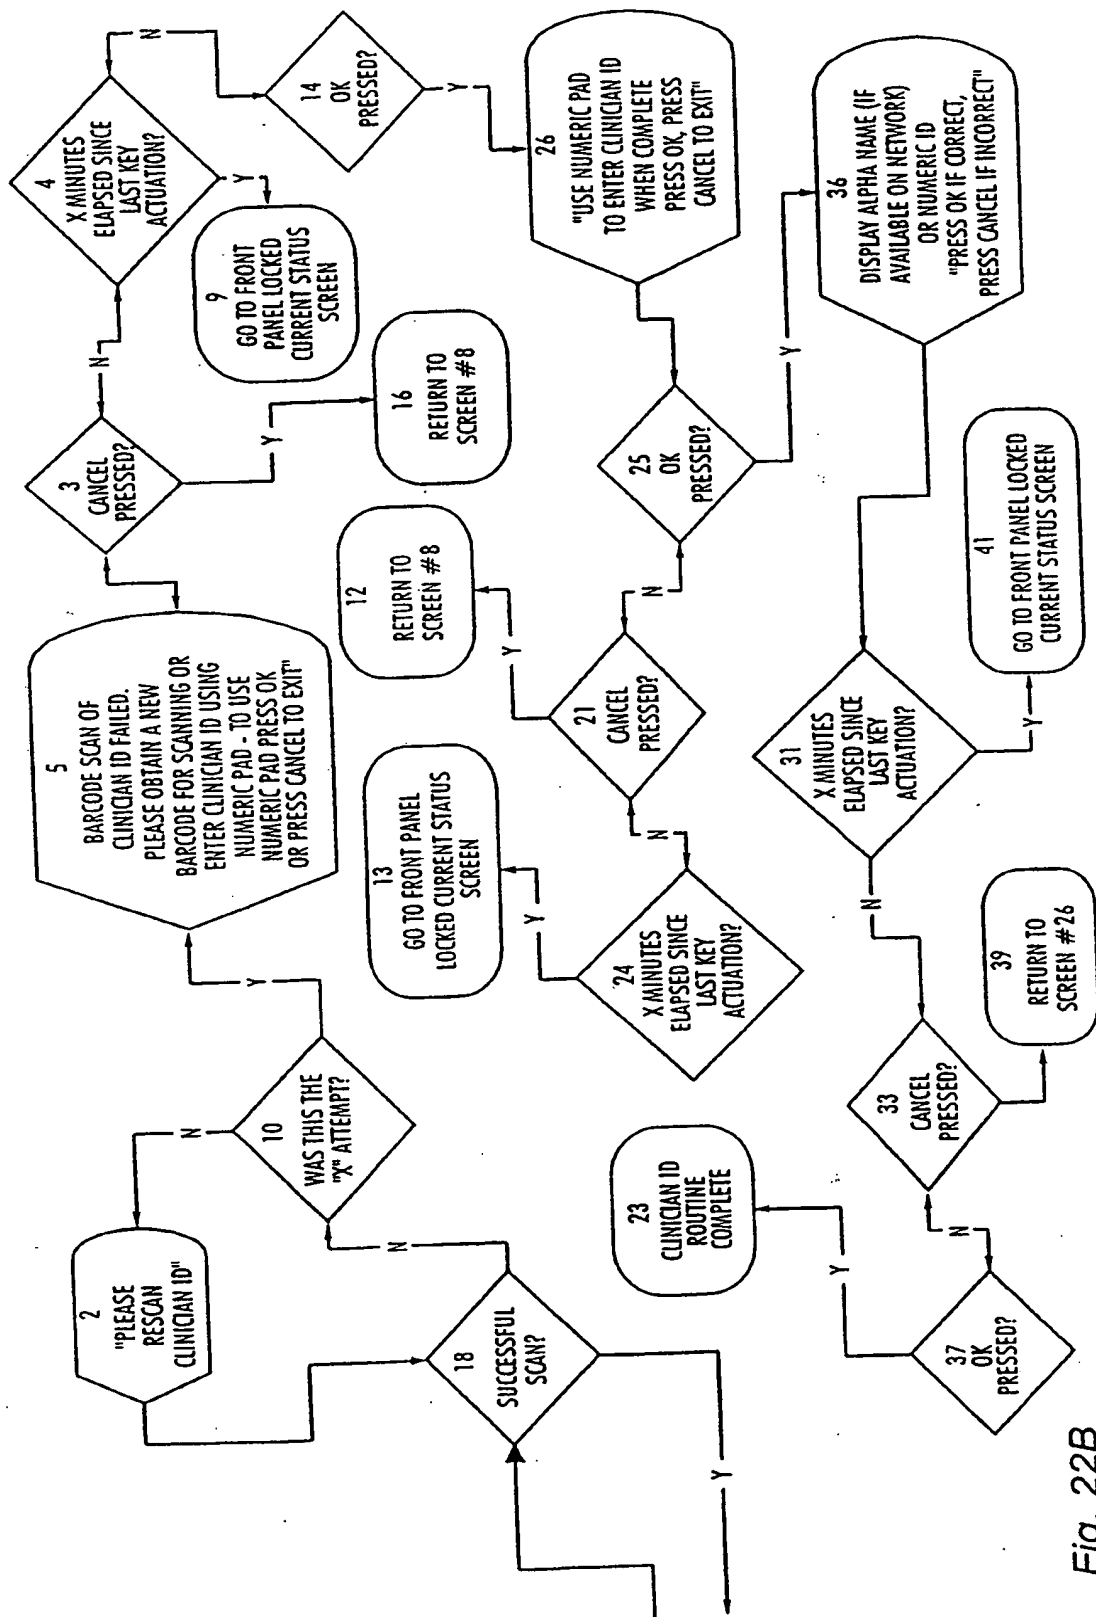 2
"PLEASE
RESCAN
CLINICIAN ID"
N
10
WAS THIS THE
"X" ATTEMPT?
Y
N
18
SUCCESSFUL
SCAN?
Y
5
BARCODE SCAN OF
CLINICIAN ID FAILED.
PLEASE OBTAIN A NEW
BARCODE FOR SCANNING OR
ENTER CLINICIAN ID USING
NUMERIC PAD - TO USE
NUMERIC PAD PRESS OK
OR PRESS CANCEL TO EXIT"
3
CANCEL
PRESSED?
N
Y
4
X MINUTES
ELAPSED SINCE
LAST KEY
ACTUATION?
N
Y
9
GO TO FRONT
PANEL LOCKED
CURRENT STATUS
SCREEN
16
RETURN TO
SCREEN #8
14
OK
PRESSED?
Y
26
"USE NUMERIC PAD
TO ENTER CLINICIAN ID
WHEN COMPLETE
PRESS OK, PRESS
CANCEL TO EXIT"
25
OK
PRESSED?
N
Y
12
RETURN TO
SCREEN #8
Y
21
CANCEL
PRESSED?
N
13
GO TO FRONT PANEL
LOCKED CURRENT STATUS
SCREEN
Y
24
X MINUTES
ELAPSED SINCE
LAST KEY
ACTUATION?
36
DISPLAY ALPHA NAME (IF
AVAILABLE ON NETWORK)
OR NUMERIC ID
"PRESS OK IF CORRECT,
PRESS CANCEL IF INCORRECT"
31
X MINUTES
ELAPSED SINCE
LAST KEY
ACTUATION?
N
Y
41
GO TO FRONT PANEL LOCKED
CURRENT STATUS SCREEN
33
CANCEL
PRESSED?
N
39
RETURN TO
SCREEN #26
37
OK
PRESSED?
Y
23
CLINICIAN ID
ROUTINE
COMPLETE
Fig. 22B